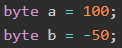 byte a = 100;
byte b = -50;